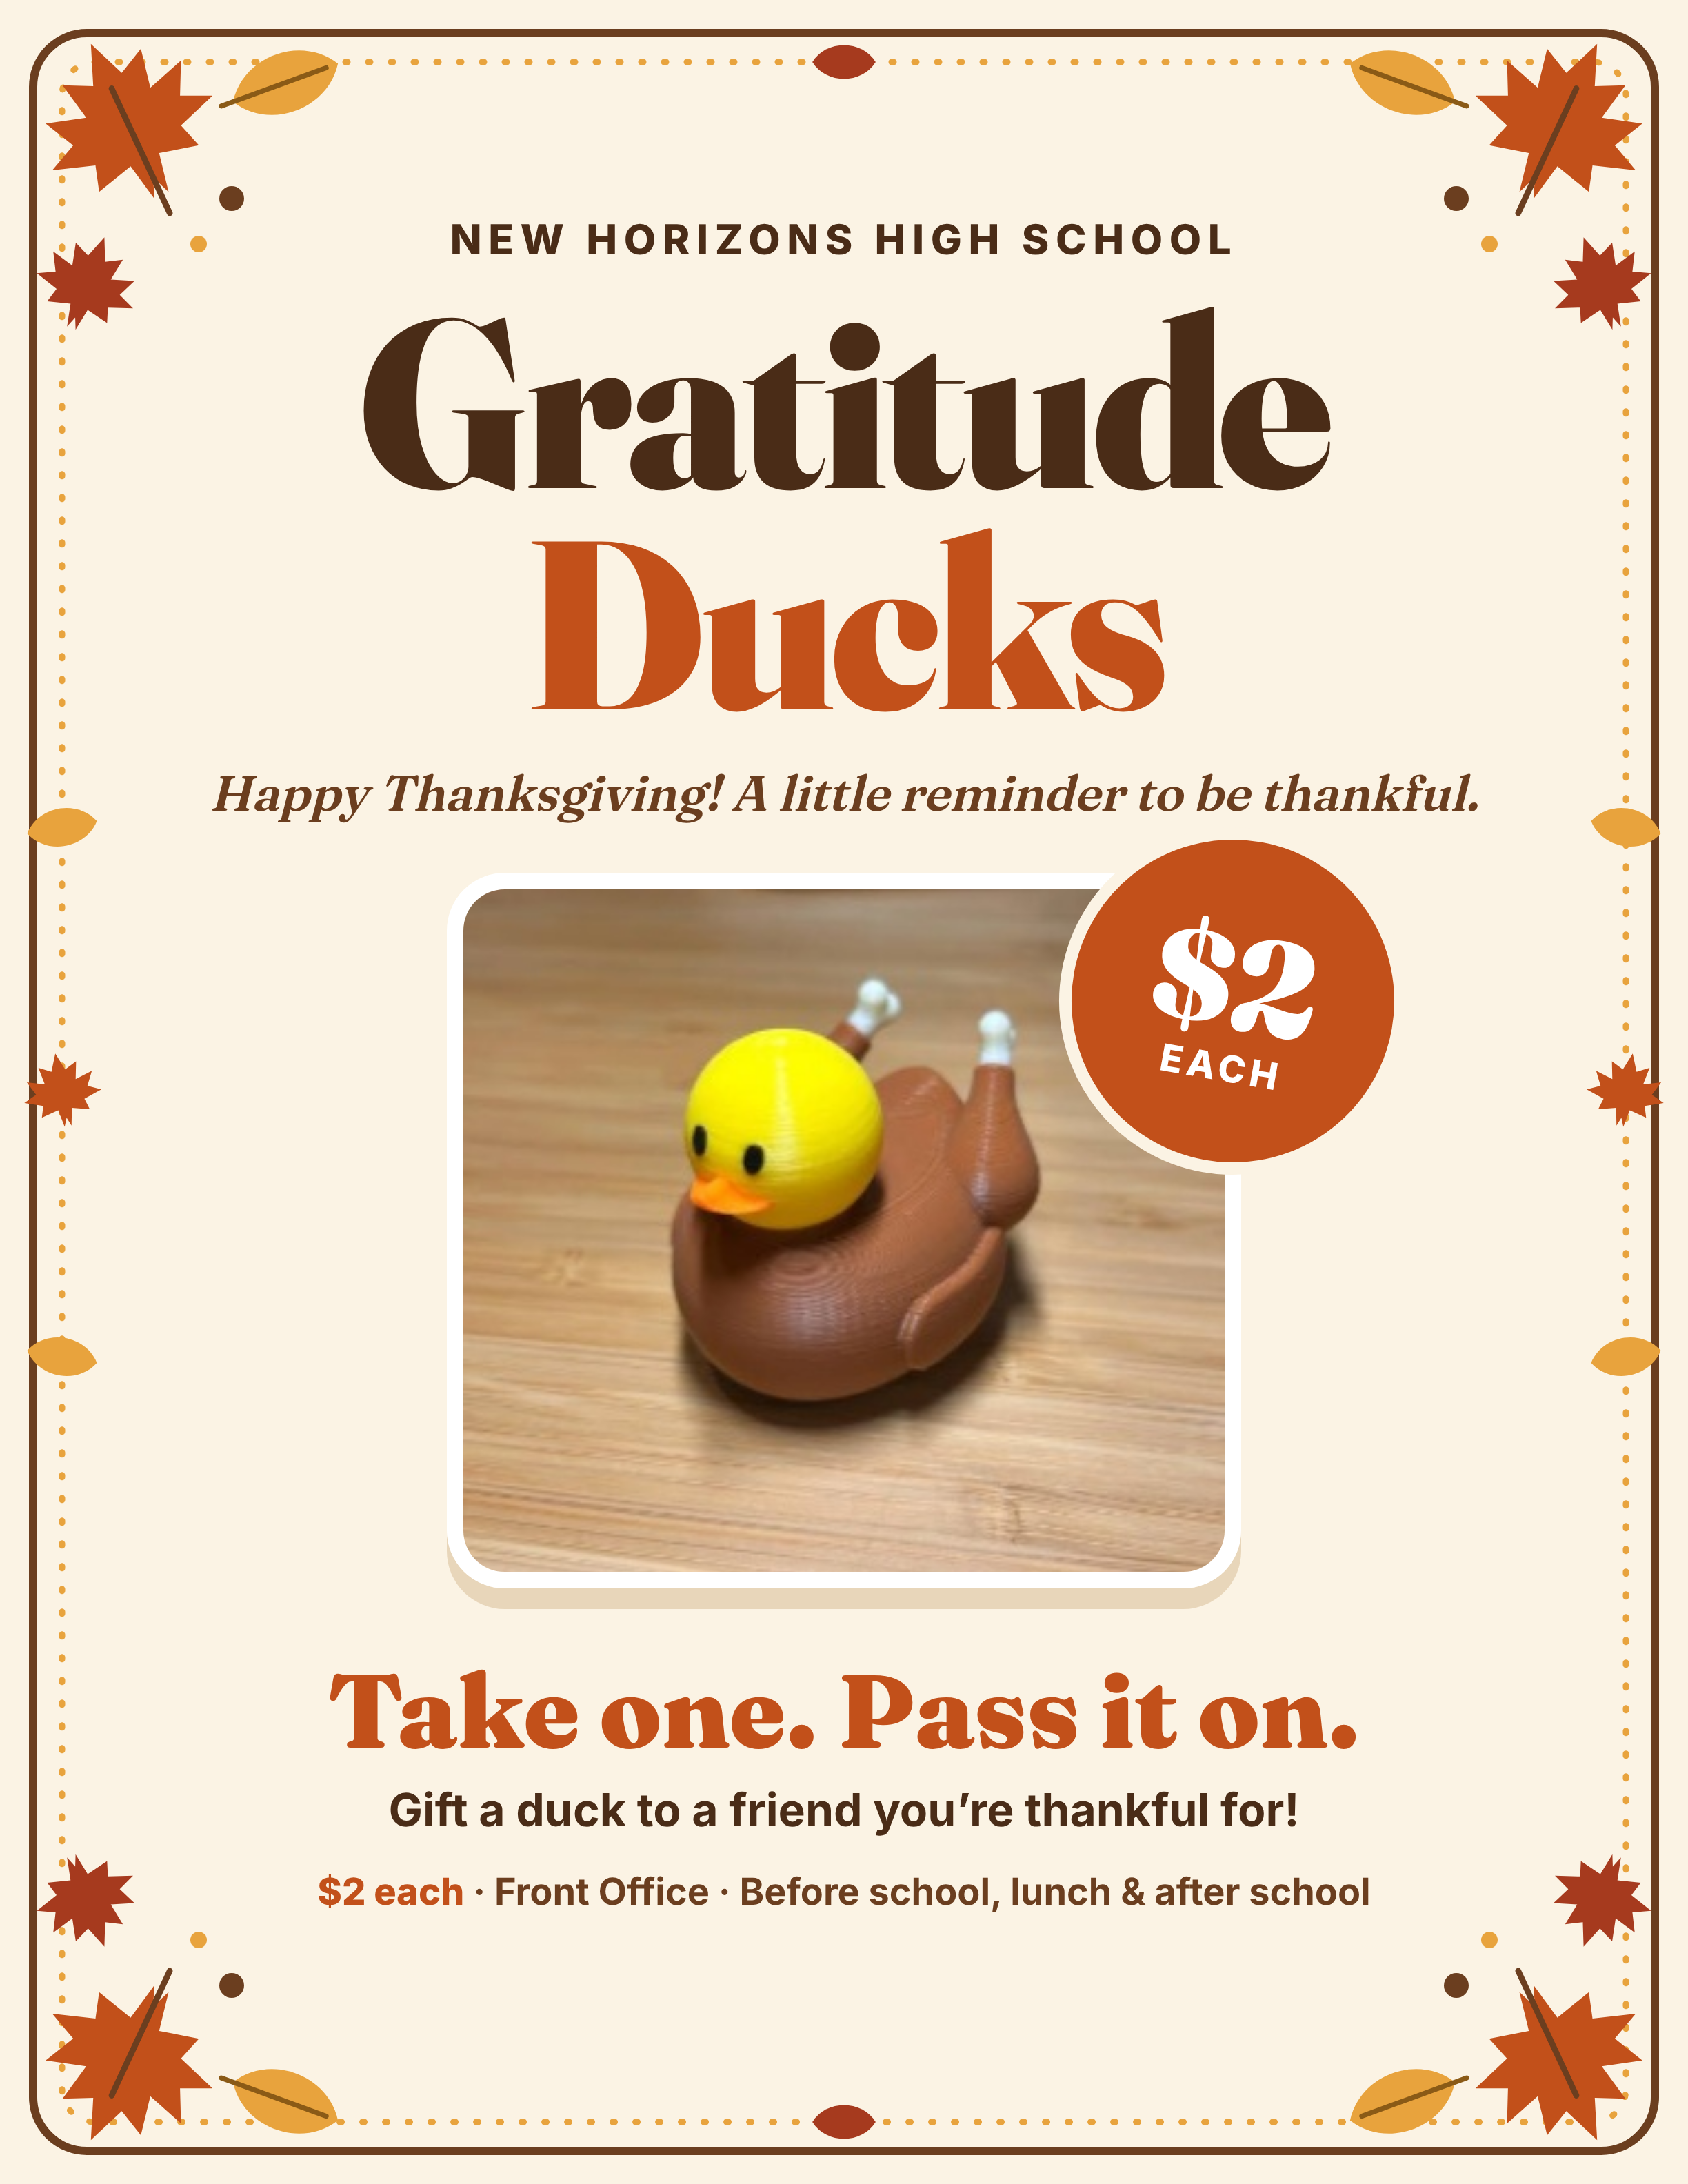 NEW HORIZONS HIGH SCHOOL
Gratitude
Ducks
Happy Thanksgiving! A little reminder to be thankful.
$2
EACH
Take one. Pass it on.
Gift a duck to a friend you’re thankful for!
$2 each · Front Office · Before school, lunch & after school